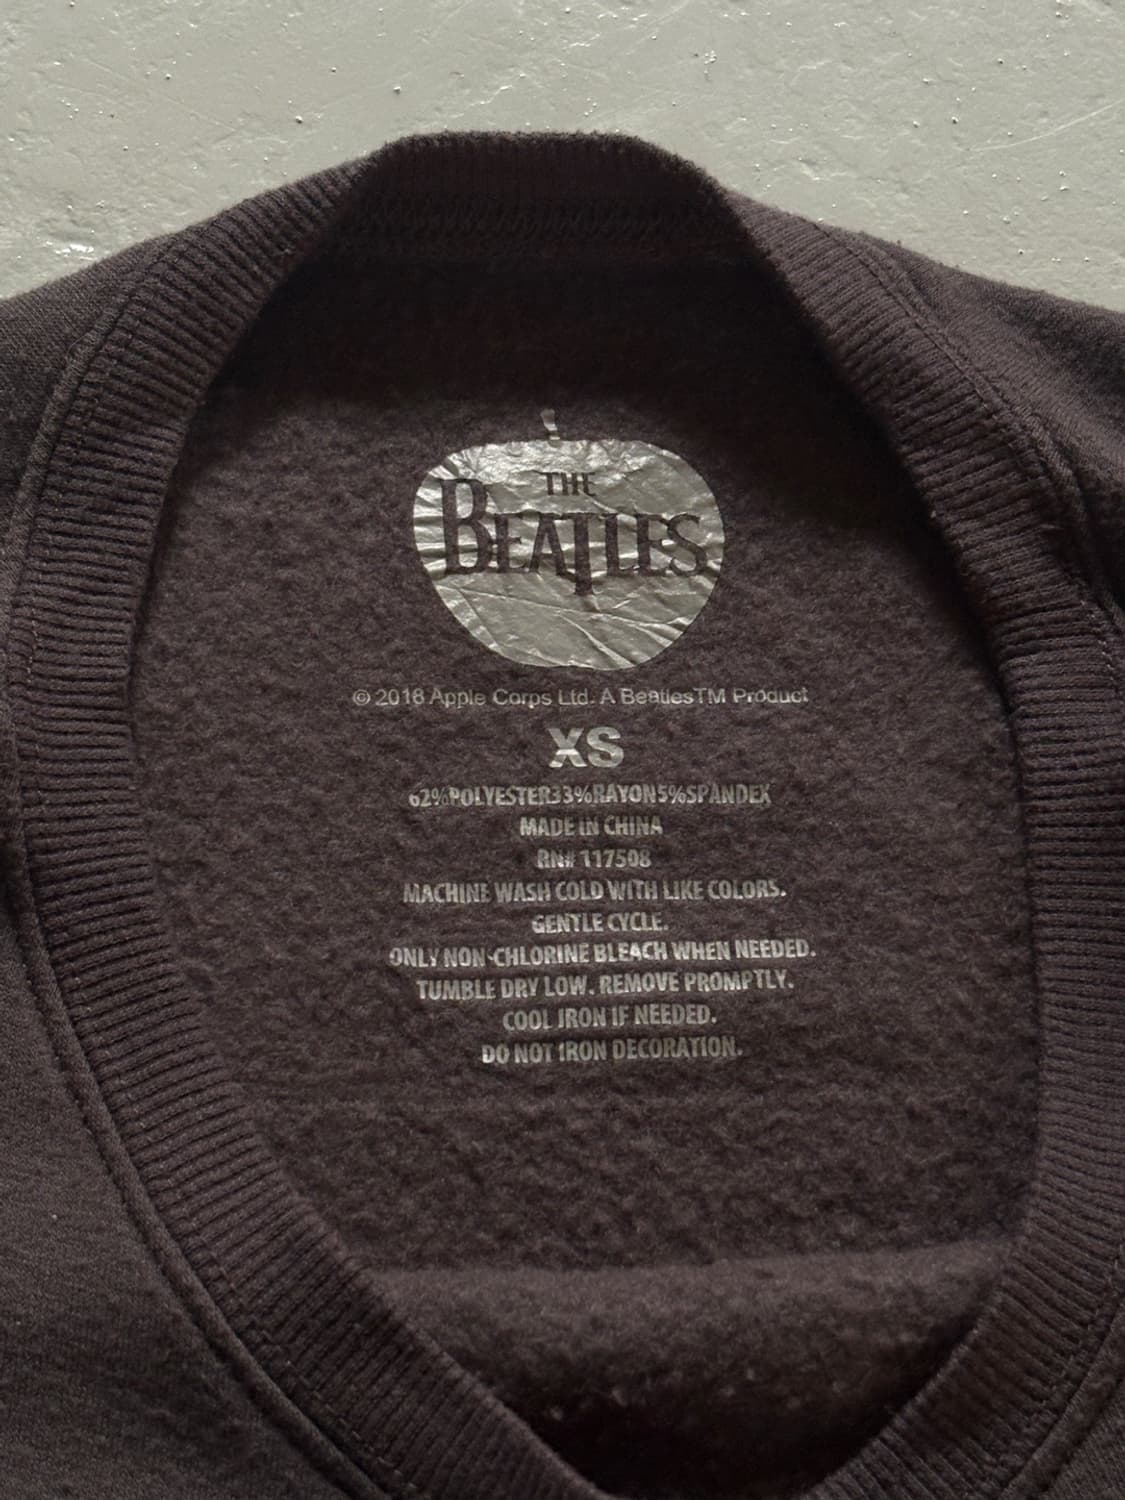 THE
BEATLES
© 2018 Apple Corps Ltd. A BeatlesTM Product
XS
62%POLYESTER33%RAYON5%SPANDEX
MADE IN CHINA
RN# 117508
MACHINE WASH COLD WITH LIKE COLORS.
GENTLE CYCLE.
ONLY NON-CHLORINE BLEACH WHEN NEEDED.
TUMBLE DRY LOW. REMOVE PROMPTLY.
COOL IRON IF NEEDED.
DO NOT IRON DECORATION.